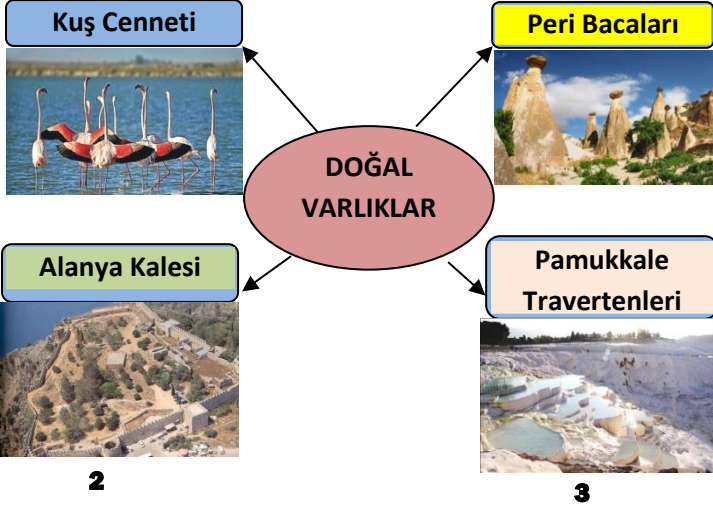 Kuş Cenneti
Peri Bacaları
DOĞAL
VARLIKLAR
Alanya Kalesi
Pamukkale
Travertenleri
2
3